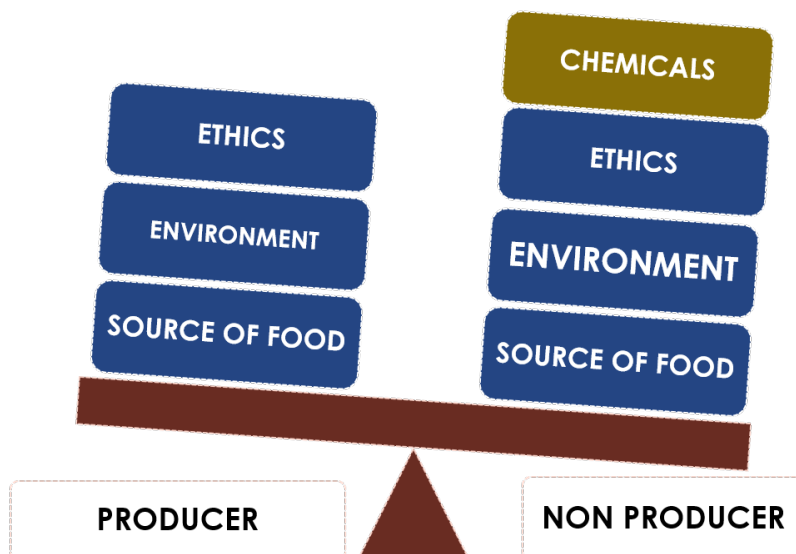 ETHICS
ENVIRONMENT
SOURCE OF FOOD
CHEMICALS
ETHICS
ENVIRONMENT
SOURCE OF FOOD
PRODUCER
NON PRODUCER